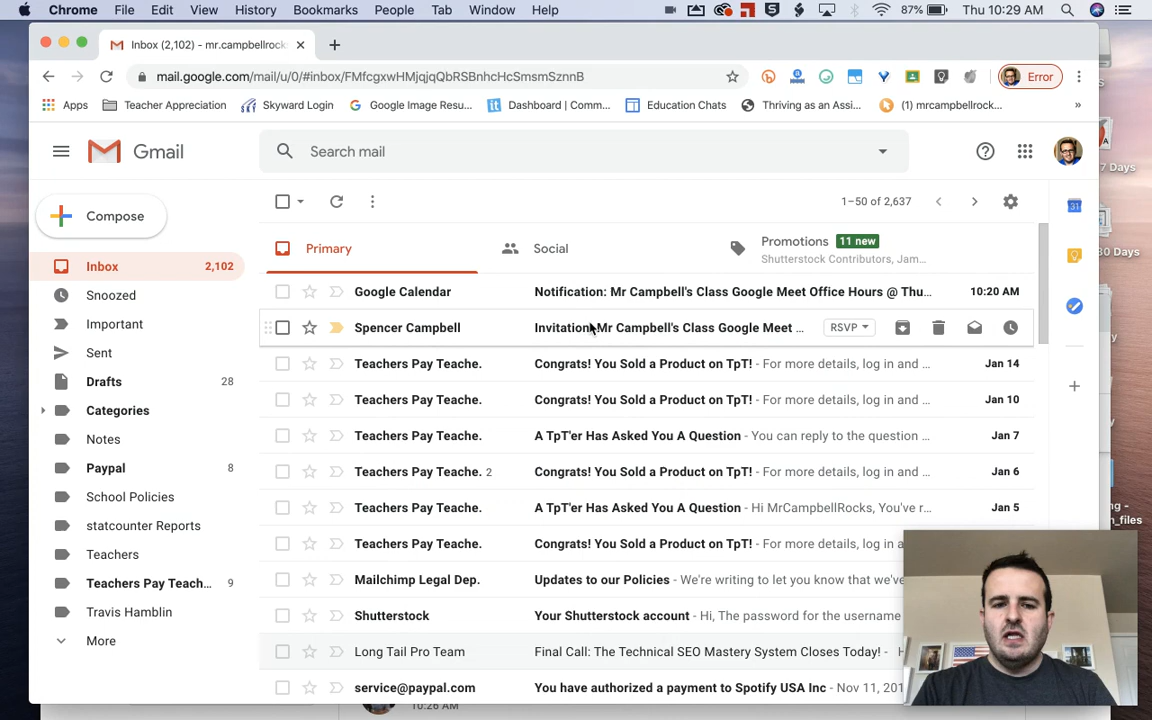 Chrome File Edit View History Bookmarks People Tab Window Help 87% Thu 10:29 AM
Inbox (2,102) - mr.campbellrocks
mail.google.com/mail/u/0/#inbox/FMfcgxwHMjqjqQbRSBnhcHcSmsmSznnB Error
Apps Teacher Appreciation Skyward Login Google Image Resu... Dashboard | Comm... Education Chats Thriving as an Assi... (1) mrcampbellrock... »
Gmail Search mail
7 Days
Compose 1–50 of 2,637
30 Days
Primary Social Promotions 11 new
Shutterstock Contributors, Jam...
Inbox 2,102
Snoozed
Important
Sent
Drafts 28
Categories
Notes
Paypal 8
School Policies
statcounter Reports
Teachers
Teachers Pay Teach... 9
Travis Hamblin
More
Google Calendar Notification: Mr Campbell's Class Google Meet Office Hours @ Thu... 10:20 AM
Spencer Campbell Invitation: Mr Campbell's Class Google Meet ... RSVP
Teachers Pay Teache. Congrats! You Sold a Product on TpT! - For more details, log in and ... Jan 14
Teachers Pay Teache. Congrats! You Sold a Product on TpT! - For more details, log in and ... Jan 10
Teachers Pay Teache. A TpT'er Has Asked You A Question - You can reply to the question ... Jan 7
Teachers Pay Teache. 2 Congrats! You Sold a Product on TpT! - For more details, log in and ... Jan 6
Teachers Pay Teache. A TpT'er Has Asked You A Question - Hi MrCampbellRocks, You've r... Jan 5
Teachers Pay Teache. Congrats! You Sold a Product on TpT! - For more details, log in a
Mailchimp Legal Dep. Updates to our Policies - We're writing to let you know that we've
Shutterstock Your Shutterstock account - Hi, The password for the username
Long Tail Pro Team Final Call: The Technical SEO Mastery System Closes Today! -
service@paypal.com You have authorized a payment to Spotify USA Inc - Nov 11, 201
10:26 AM